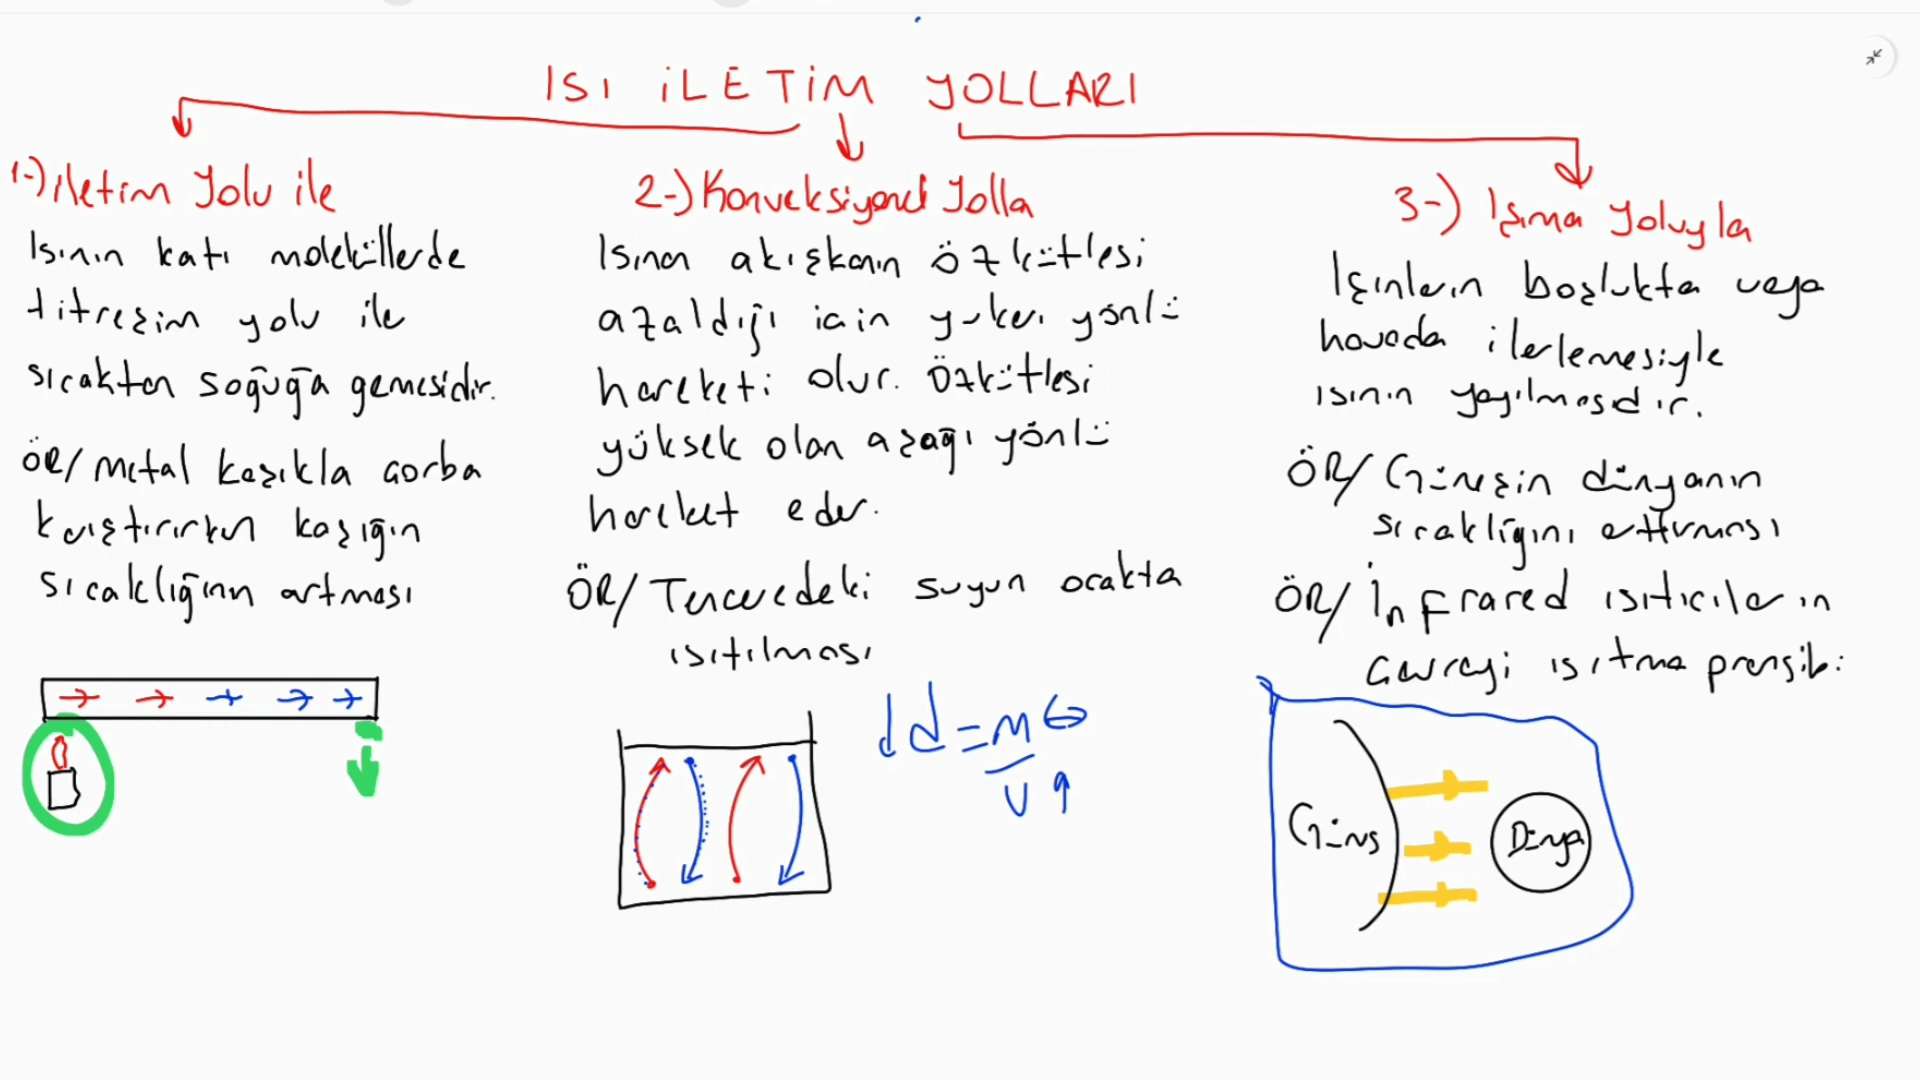 ISI İLETİM YOLLARI
1-) iletim Yolu ile
Isının katı moleküllerde
titreşim yolu ile
sıcaktan soğuğa gemesidir.
ÖR/ Metal kaşıkla çorba
karıştırırken kaşığın
sıcaklığının artması
2-) Konveksiyonel Yolla
Isınan akışkanın özkütlesi
azaldığı için yukarı yönlü
hareketi olur. Özkütlesi
yüksek olan aşağı yönlü
hareket eder.
ÖR/ Tenceredeki suyun ocakta
ısıtılması
↓d = m ↔
V ↑
3-) Işıma Yoluyla
Işınların boşlukta veya
havada ilerlemesiyle
ısının yayılmasıdır.
ÖR/ Güneşin dünyanın
sıcaklığını arttırması
ÖR/ İnfrared ısıtıcıların
çevreyi ısıtma prensibi
Güneş
Dünya